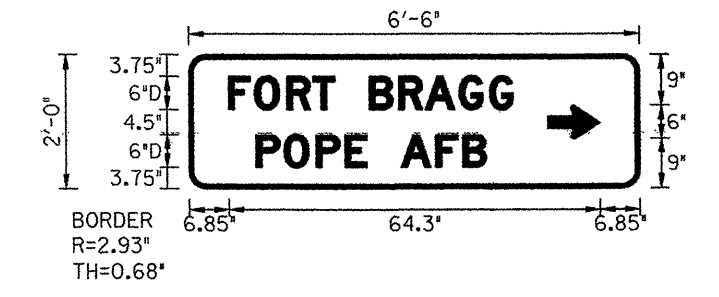 6'-6"
3.75"
6"D
4.5"
6"D
3.75"
2'-0"
FORT BRAGG
POPE AFB
9"
6"
9"
6.85" 64.3" 6.85"
BORDER
R=2.93"
TH=0.68"